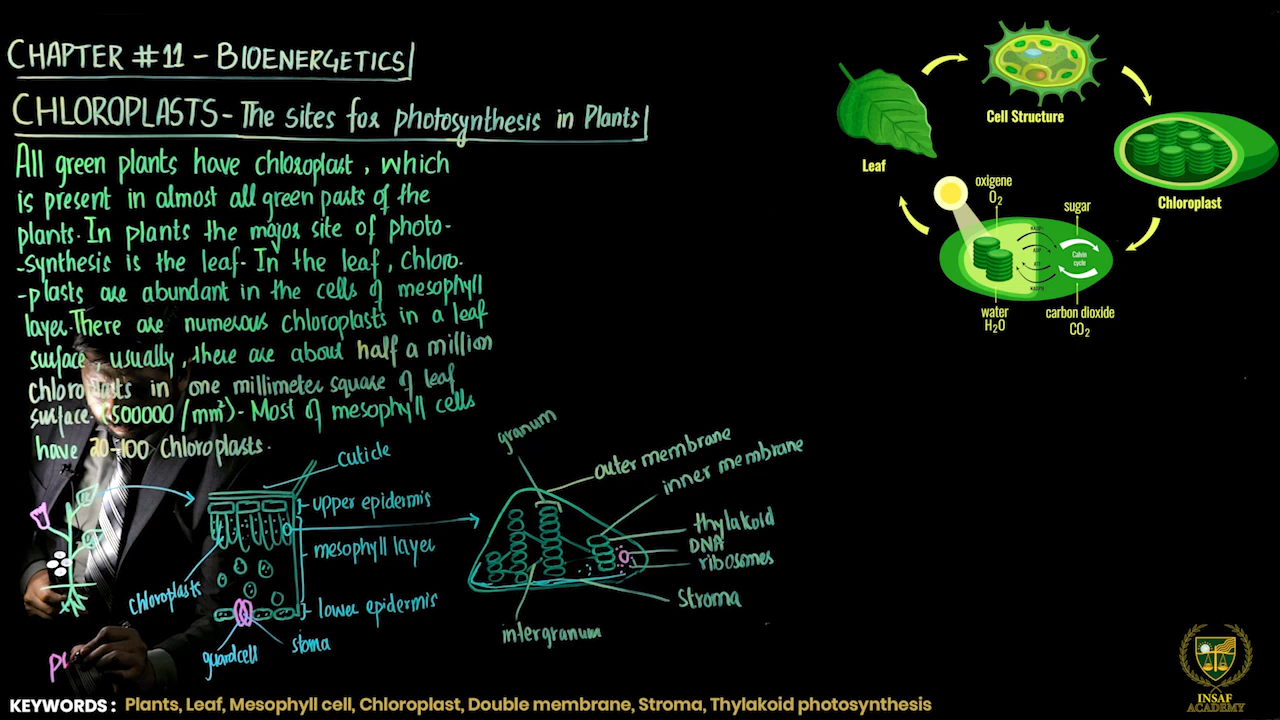 CHAPTER #11 - BIOENERGETICS
CHLOROPLASTS - The sites for photosynthesis in Plants
All green plants have chloroplast, which
is present in almost all green parts of the
plants. In plants the major site of photo-
-synthesis is the leaf. In the leaf, chloro-
-plasts are abundant in the cells of mesophyll
layer. There are numerous chloroplasts in a leaf
surface, usually, there are about half a million
chloroplasts in one millimeter square of leaf
surface. (500000/mm²). Most of mesophyll cells
have 20-100 chloroplasts.
Leaf
Cell Structure
Chloroplast
oxigene
O₂
sugar
Calvin
cycle
water
H₂O
carbon dioxide
CO₂
cuticle
upper epidermis
mesophyll layer
lower epidermis
chloroplasts
guard cell
stoma
granum
outer membrane
inner membrane
thylakoid
DNA
ribosomes
Stroma
intergranum
KEYWORDS : Plants, Leaf, Mesophyll cell, Chloroplast, Double membrane, Stroma, Thylakoid photosynthesis
INSAF
ACADEMY